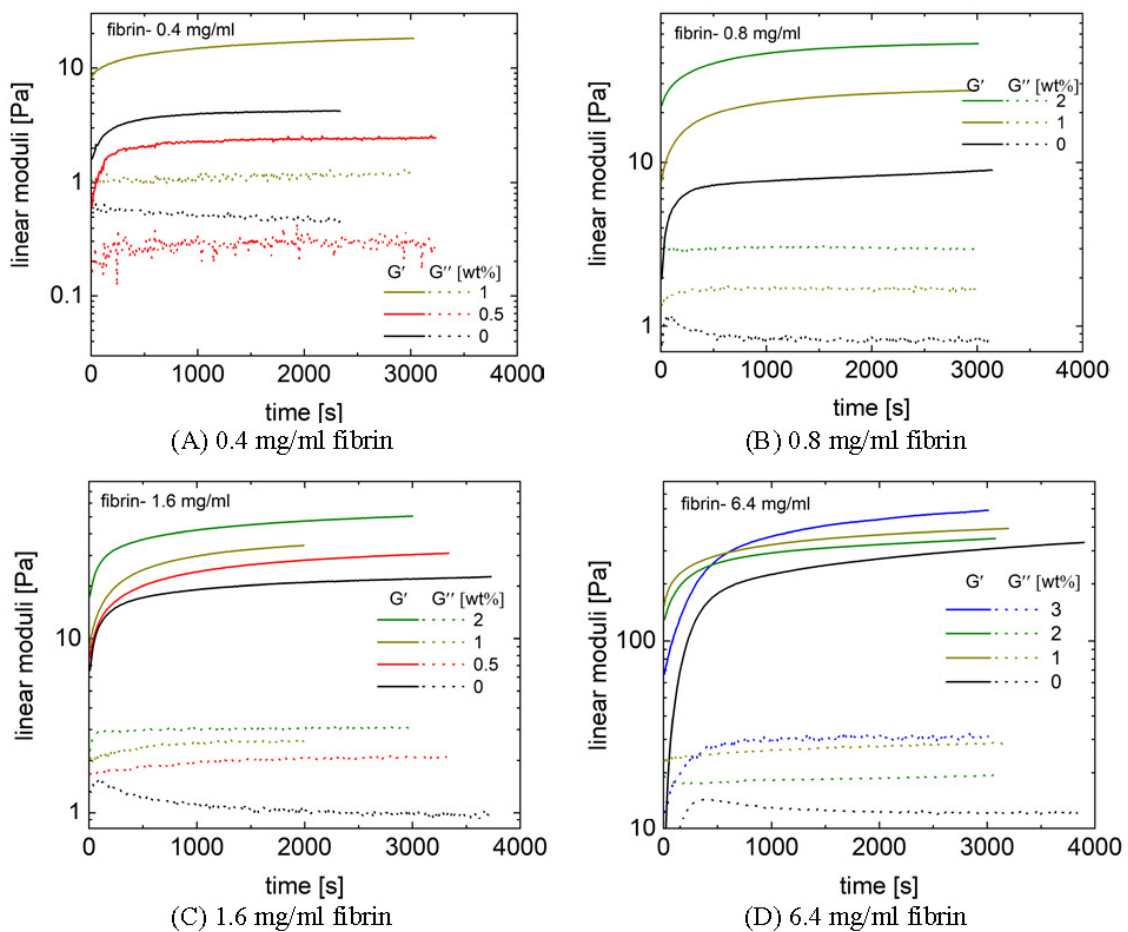 fibrin- 0.4 mg/ml
linear moduli [Pa]
10
1
0.1
G' G'' [wt%]
1
0.5
0
0 1000 2000 3000 4000
time [s]
(A) 0.4 mg/ml fibrin
fibrin- 0.8 mg/ml
linear moduli [Pa]
10
1
G' G'' [wt%]
2
1
0
0 1000 2000 3000 4000
time [s]
(B) 0.8 mg/ml fibrin
fibrin- 1.6 mg/ml
linear moduli [Pa]
10
1
G' G'' [wt%]
2
1
0.5
0
0 1000 2000 3000 4000
time [s]
(C) 1.6 mg/ml fibrin
fibrin- 6.4 mg/ml
linear moduli [Pa]
100
10
G' G'' [wt%]
3
2
1
0
0 1000 2000 3000 4000
time [s]
(D) 6.4 mg/ml fibrin